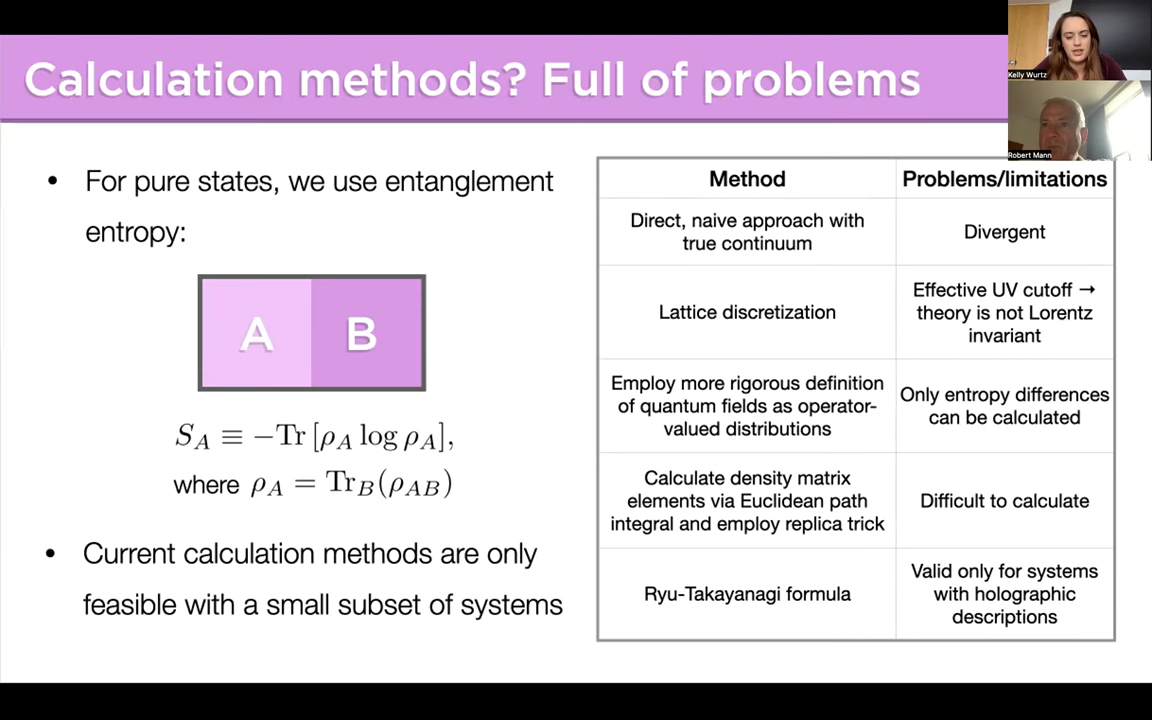 Calculation methods? Full of problems
Kelly Wurtz
Robert Mann
• For pure states, we use entanglement
entropy:
A B
S_A ≡ −Tr [ρ_A log ρ_A],
where ρ_A = Tr_B(ρ_AB)
• Current calculation methods are only
feasible with a small subset of systems
Method Problems/limitations
Direct, naive approach with
true continuum
Divergent
Lattice discretization
Effective UV cutoff →
theory is not Lorentz
invariant
Employ more rigorous definition
of quantum fields as operator-
valued distributions
Only entropy differences
can be calculated
Calculate density matrix
elements via Euclidean path
integral and employ replica trick
Difficult to calculate
Ryu-Takayanagi formula
Valid only for systems
with holographic
descriptions